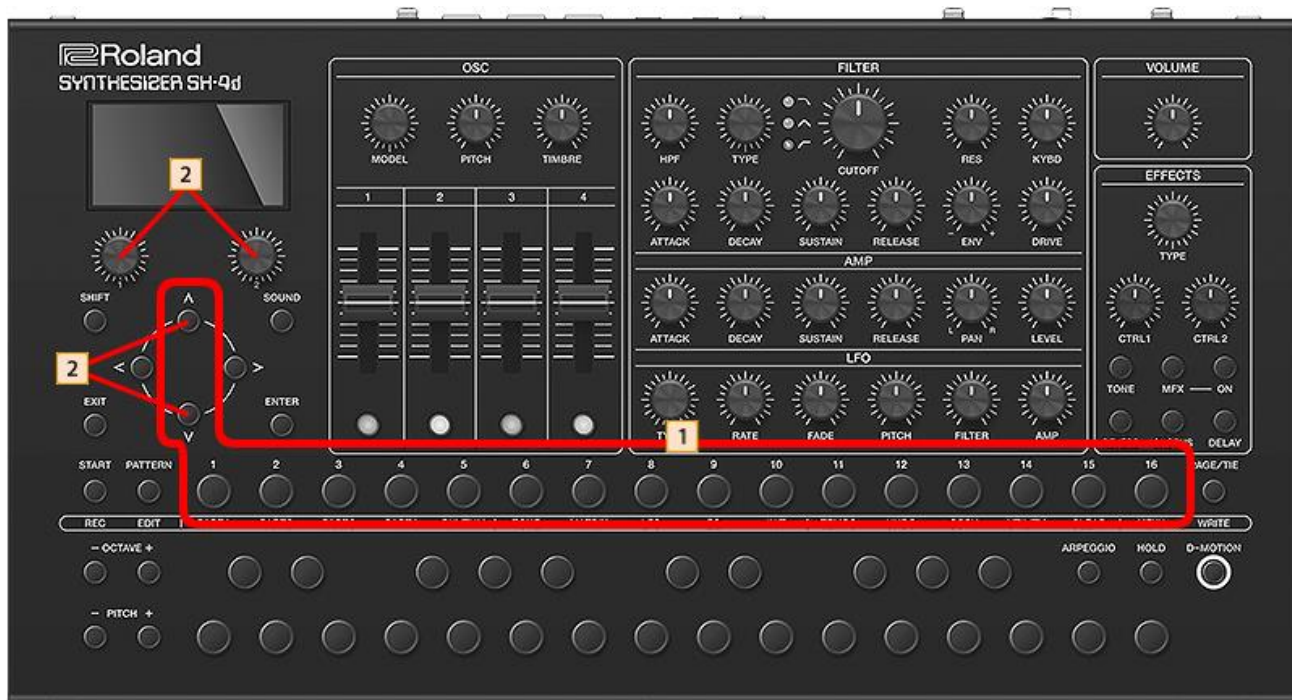 Roland
SYNTHESIZER SH-4d
OSC
MODEL PITCH TIMBRE
1 2 3 4
FILTER
HPF TYPE CUTOFF RES KYBD
ATTACK DECAY SUSTAIN RELEASE - ENV + DRIVE
AMP
ATTACK DECAY SUSTAIN RELEASE L PAN R LEVEL
LFO
RATE FADE PITCH FILTER AMP
VOLUME
EFFECTS
TYPE
CTRL1 CTRL2
TONE MFX ON
DELAY
2
1 2
SHIFT SOUND
2
EXIT ENTER
1
START PATTERN 1 2 3 4 5 6 7 8 9 10 11 12 13 14 15 16 PAGE/TIE
REC EDIT WRITE
- OCTAVE + ARPEGGIO HOLD D-MOTION
- PITCH +